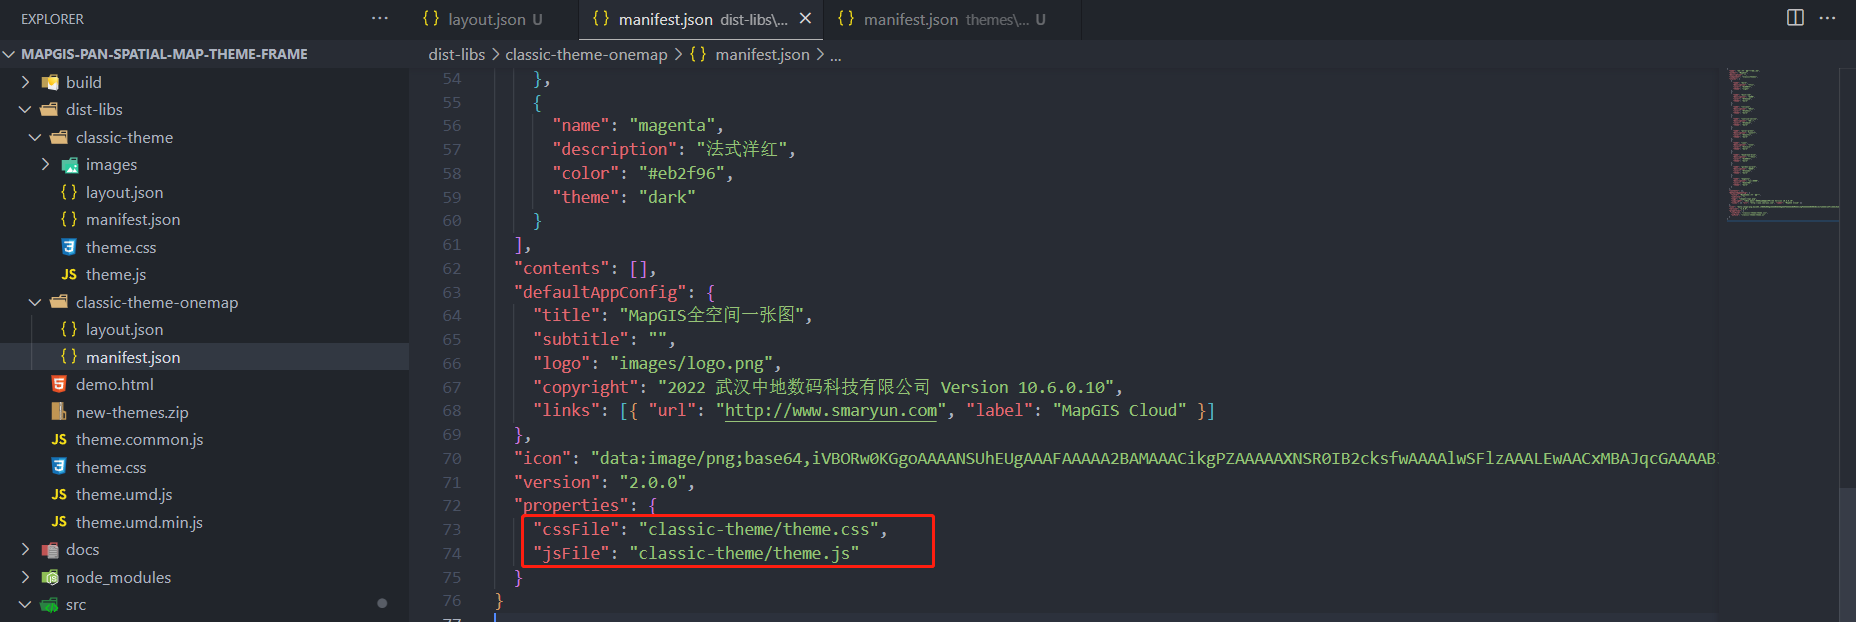 EXPLORER
MAPGIS-PAN-SPATIAL-MAP-THEME-FRAME
build
dist-libs
classic-theme
images
layout.json
manifest.json
theme.css
theme.js
classic-theme-onemap
layout.json
manifest.json
demo.html
new-themes.zip
theme.common.js
theme.css
theme.umd.js
theme.umd.min.js
docs
node_modules
src
{} layout.json U
{} manifest.json dist-libs\...
{} manifest.json themes\... U
dist-libs > classic-theme-onemap > {} manifest.json > ...
54 },
55 {
56 "name": "magenta",
57 "description": "法式洋红",
58 "color": "#eb2f96",
59 "theme": "dark"
60 }
61 ],
62 "contents": [],
63 "defaultAppConfig": {
64 "title": "MapGIS全空间一张图",
65 "subtitle": "",
66 "logo": "images/logo.png",
67 "copyright": "2022 武汉中地数码科技有限公司 Version 10.6.0.10",
68 "links": [{ "url": "http://www.smaryun.com", "label": "MapGIS Cloud" }]
69 },
70 "icon": "data:image/png;base64,iVBORw0KGgoAAAANSUhEUgAAAFAAAAA2BAMAAACikgPZAAAAAXNSR0IB2cksfwAAAAlwSFlzAAALEwAACxMBAJqcGAAAAB
71 "version": "2.0.0",
72 "properties": {
73 "cssFile": "classic-theme/theme.css",
74 "jsFile": "classic-theme/theme.js"
75 }
76 }
77